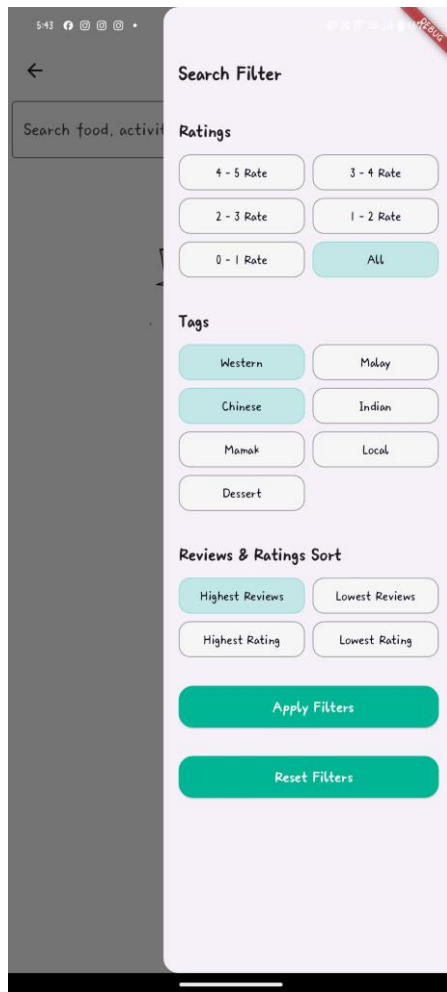 5:43
DEBUG
Search Filter
Search food, activit
Ratings
4 - 5 Rate
3 - 4 Rate
2 - 3 Rate
1 - 2 Rate
0 - 1 Rate
All
Tags
Western
Malay
Chinese
Indian
Mamak
Local
Dessert
Reviews & Ratings Sort
Highest Reviews
Lowest Reviews
Highest Rating
Lowest Rating
Apply Filters
Reset Filters